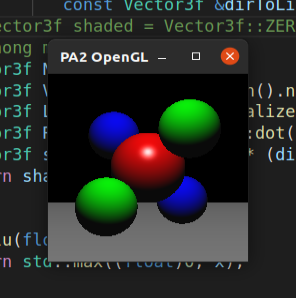 const Vector3f &dirToLi
ector3f shaded = Vector3f::ZER
hong m
PA2 OpenGL
or3f N
or3f V
().n
or3f L
alize
or3f R
:dot(
or3f s
* (di
rn sha
lu(flo
rn std::max((float)0, x);